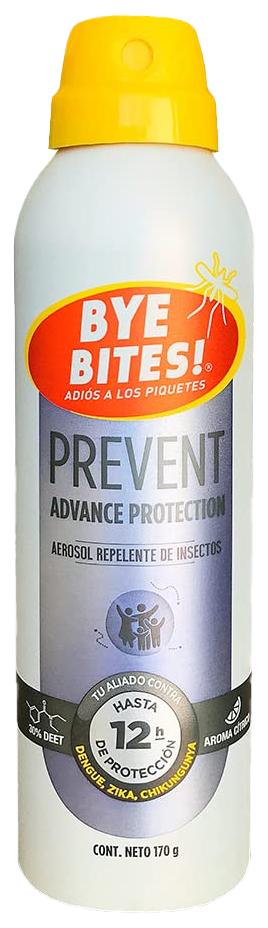 BYE
BITES!®
ADIÓS A LOS PIQUETES
PREVENT
ADVANCE PROTECTION
AEROSOL REPELENTE DE INSECTOS
TU ALIADO CONTRA
HASTA
12h
DE PROTECCIÓN
DENGUE, ZIKA, CHIKUNGUNYA
30% DEET
AROMA CÍTRICO
CONT. NETO 170 g